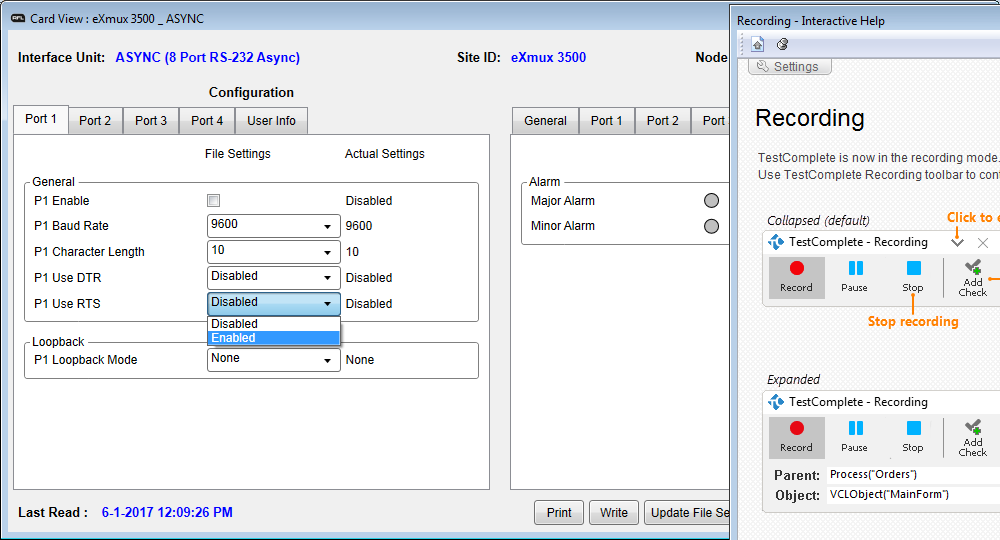 Card View : eXmux 3500 _ ASYNC
Interface Unit: ASYNC (8 Port RS-232 Async) Site ID: eXmux 3500 Node
Configuration
Port 1 Port 2 Port 3 Port 4 User Info
File Settings Actual Settings
General
P1 Enable Disabled
P1 Baud Rate 9600 9600
P1 Character Length 10 10
P1 Use DTR Disabled Disabled
P1 Use RTS Disabled Disabled
Disabled
Enabled
Loopback
P1 Loopback Mode None None
Last Read : 6-1-2017 12:09:26 PM
General Port 1 Port 2 Port
Alarm
Major Alarm
Minor Alarm
Print Write Update File Se
Recording - Interactive Help
Settings
Recording
TestComplete is now in the recording mode.
Use TestComplete Recording toolbar to cont
Collapsed (default)
Click to e
TestComplete - Recording
Record Pause Stop Add Check
Stop recording
Expanded
TestComplete - Recording
Record Pause Stop Add Check
Parent: Process("Orders")
Object: VCLObject("MainForm")